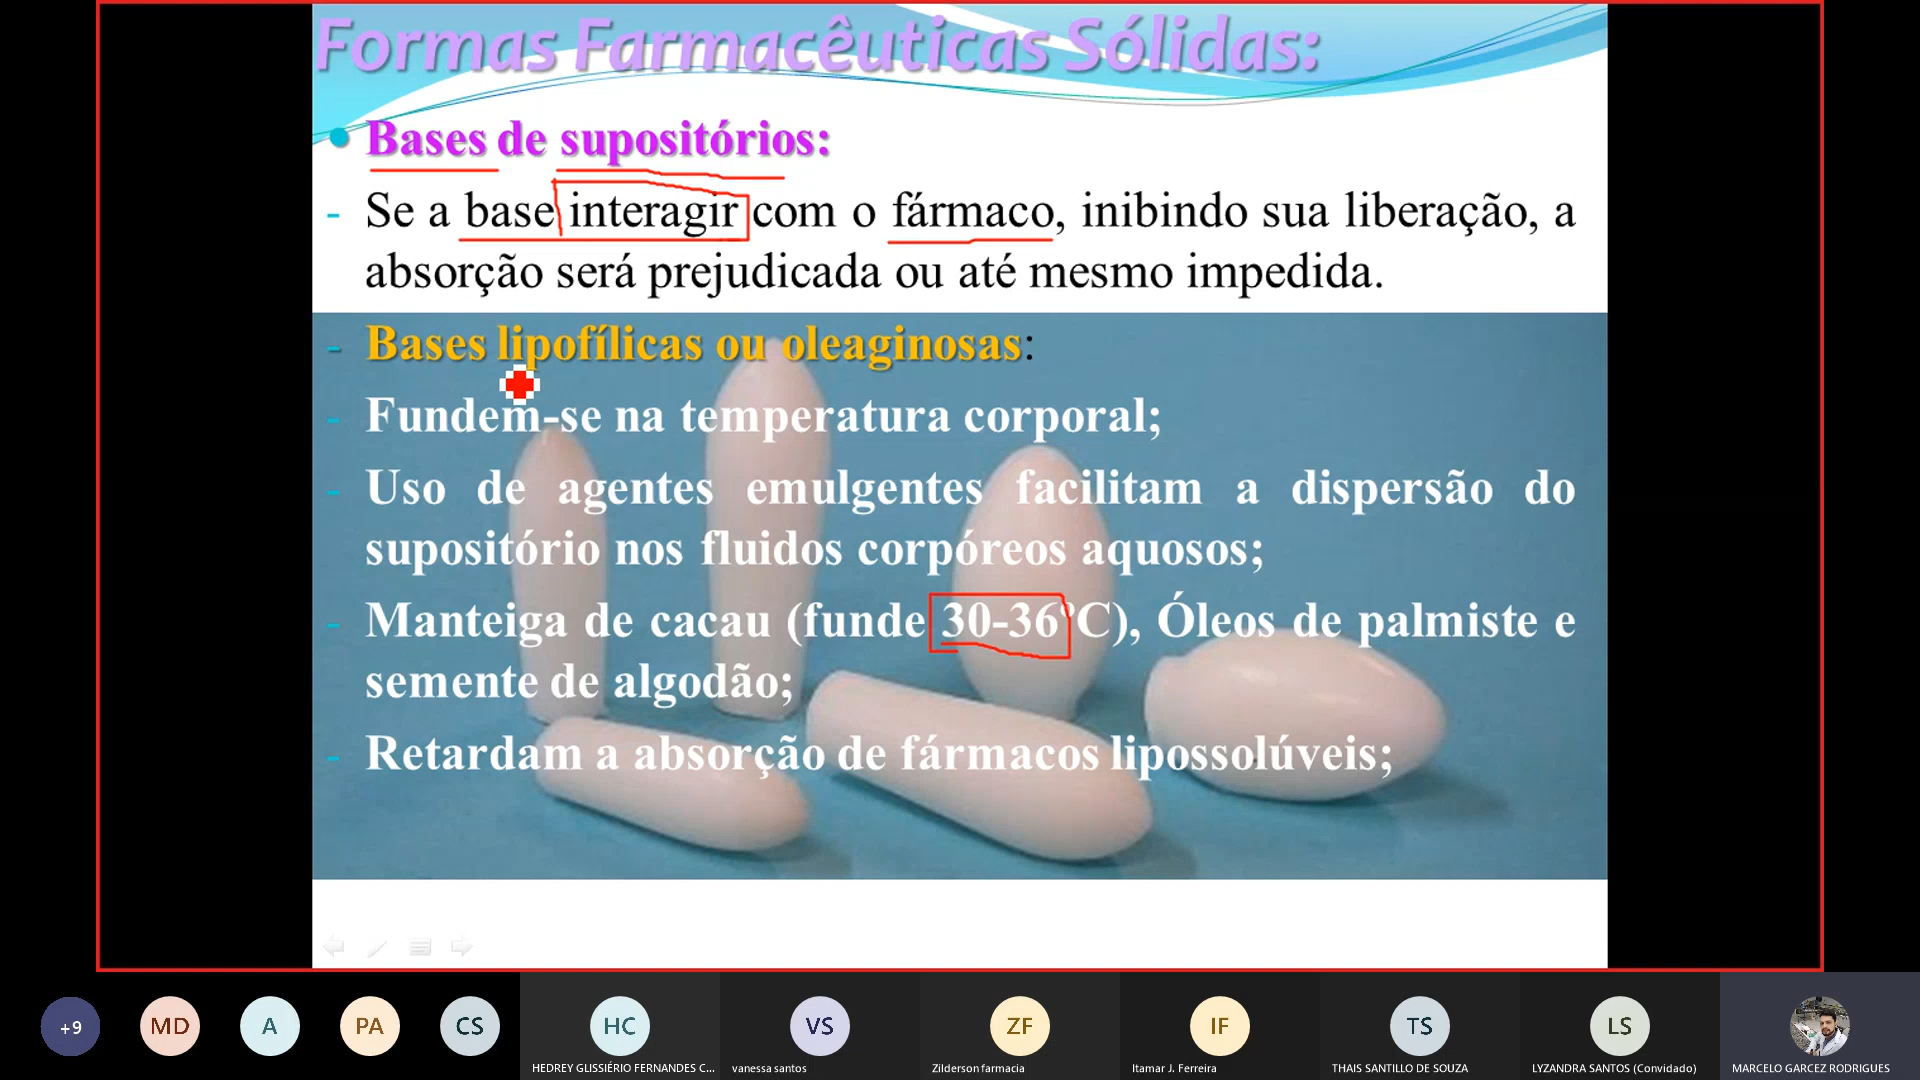 Formas Farmacêuticas Sólidas:
Bases de supositórios:
- Se a base interagir com o fármaco, inibindo sua liberação, a
absorção será prejudicada ou até mesmo impedida.
- Bases lipofílicas ou oleaginosas:
- Fundem-se na temperatura corporal;
- Uso de agentes emulgentes facilitam a dispersão do
supositório nos fluidos corpóreos aquosos;
- Manteiga de cacau (funde 30-36ºC), Óleos de palmiste e
semente de algodão;
- Retardam a absorção de fármacos lipossolúveis;
+9
MD
A
PA
CS
HC
VS
ZF
IF
TS
LS
HEDREY GLISSIÉRIO FERNANDES C...
vanessa santos
Zilderson farmacia
Itamar J. Ferreira
THAIS SANTILLO DE SOUZA
LYZANDRA SANTOS (Convidado)
MARCELO GARCEZ RODRIGUES